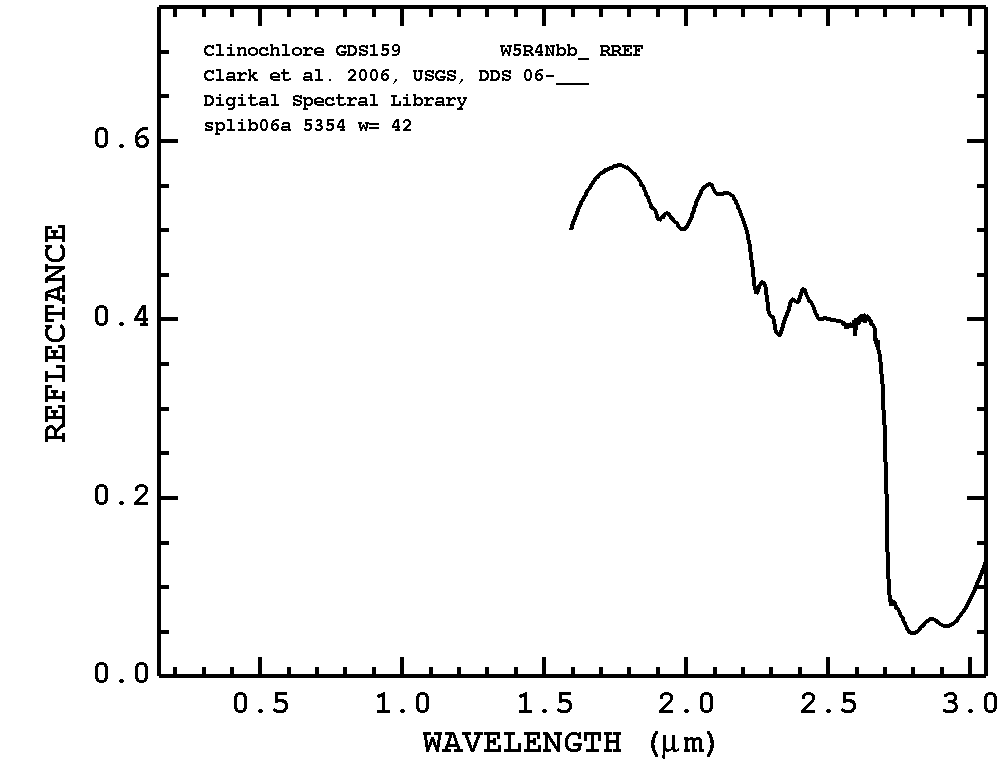 Clinochlore GDS159 W5R4Nbb_ RREF
Clark et al. 2006, USGS, DDS 06-___
Digital Spectral Library
splib06a 5354 w= 42
REFLECTANCE
0.6
0.4
0.2
0.0
0.5 1.0 1.5 2.0 2.5 3.0
WAVELENGTH (μm)